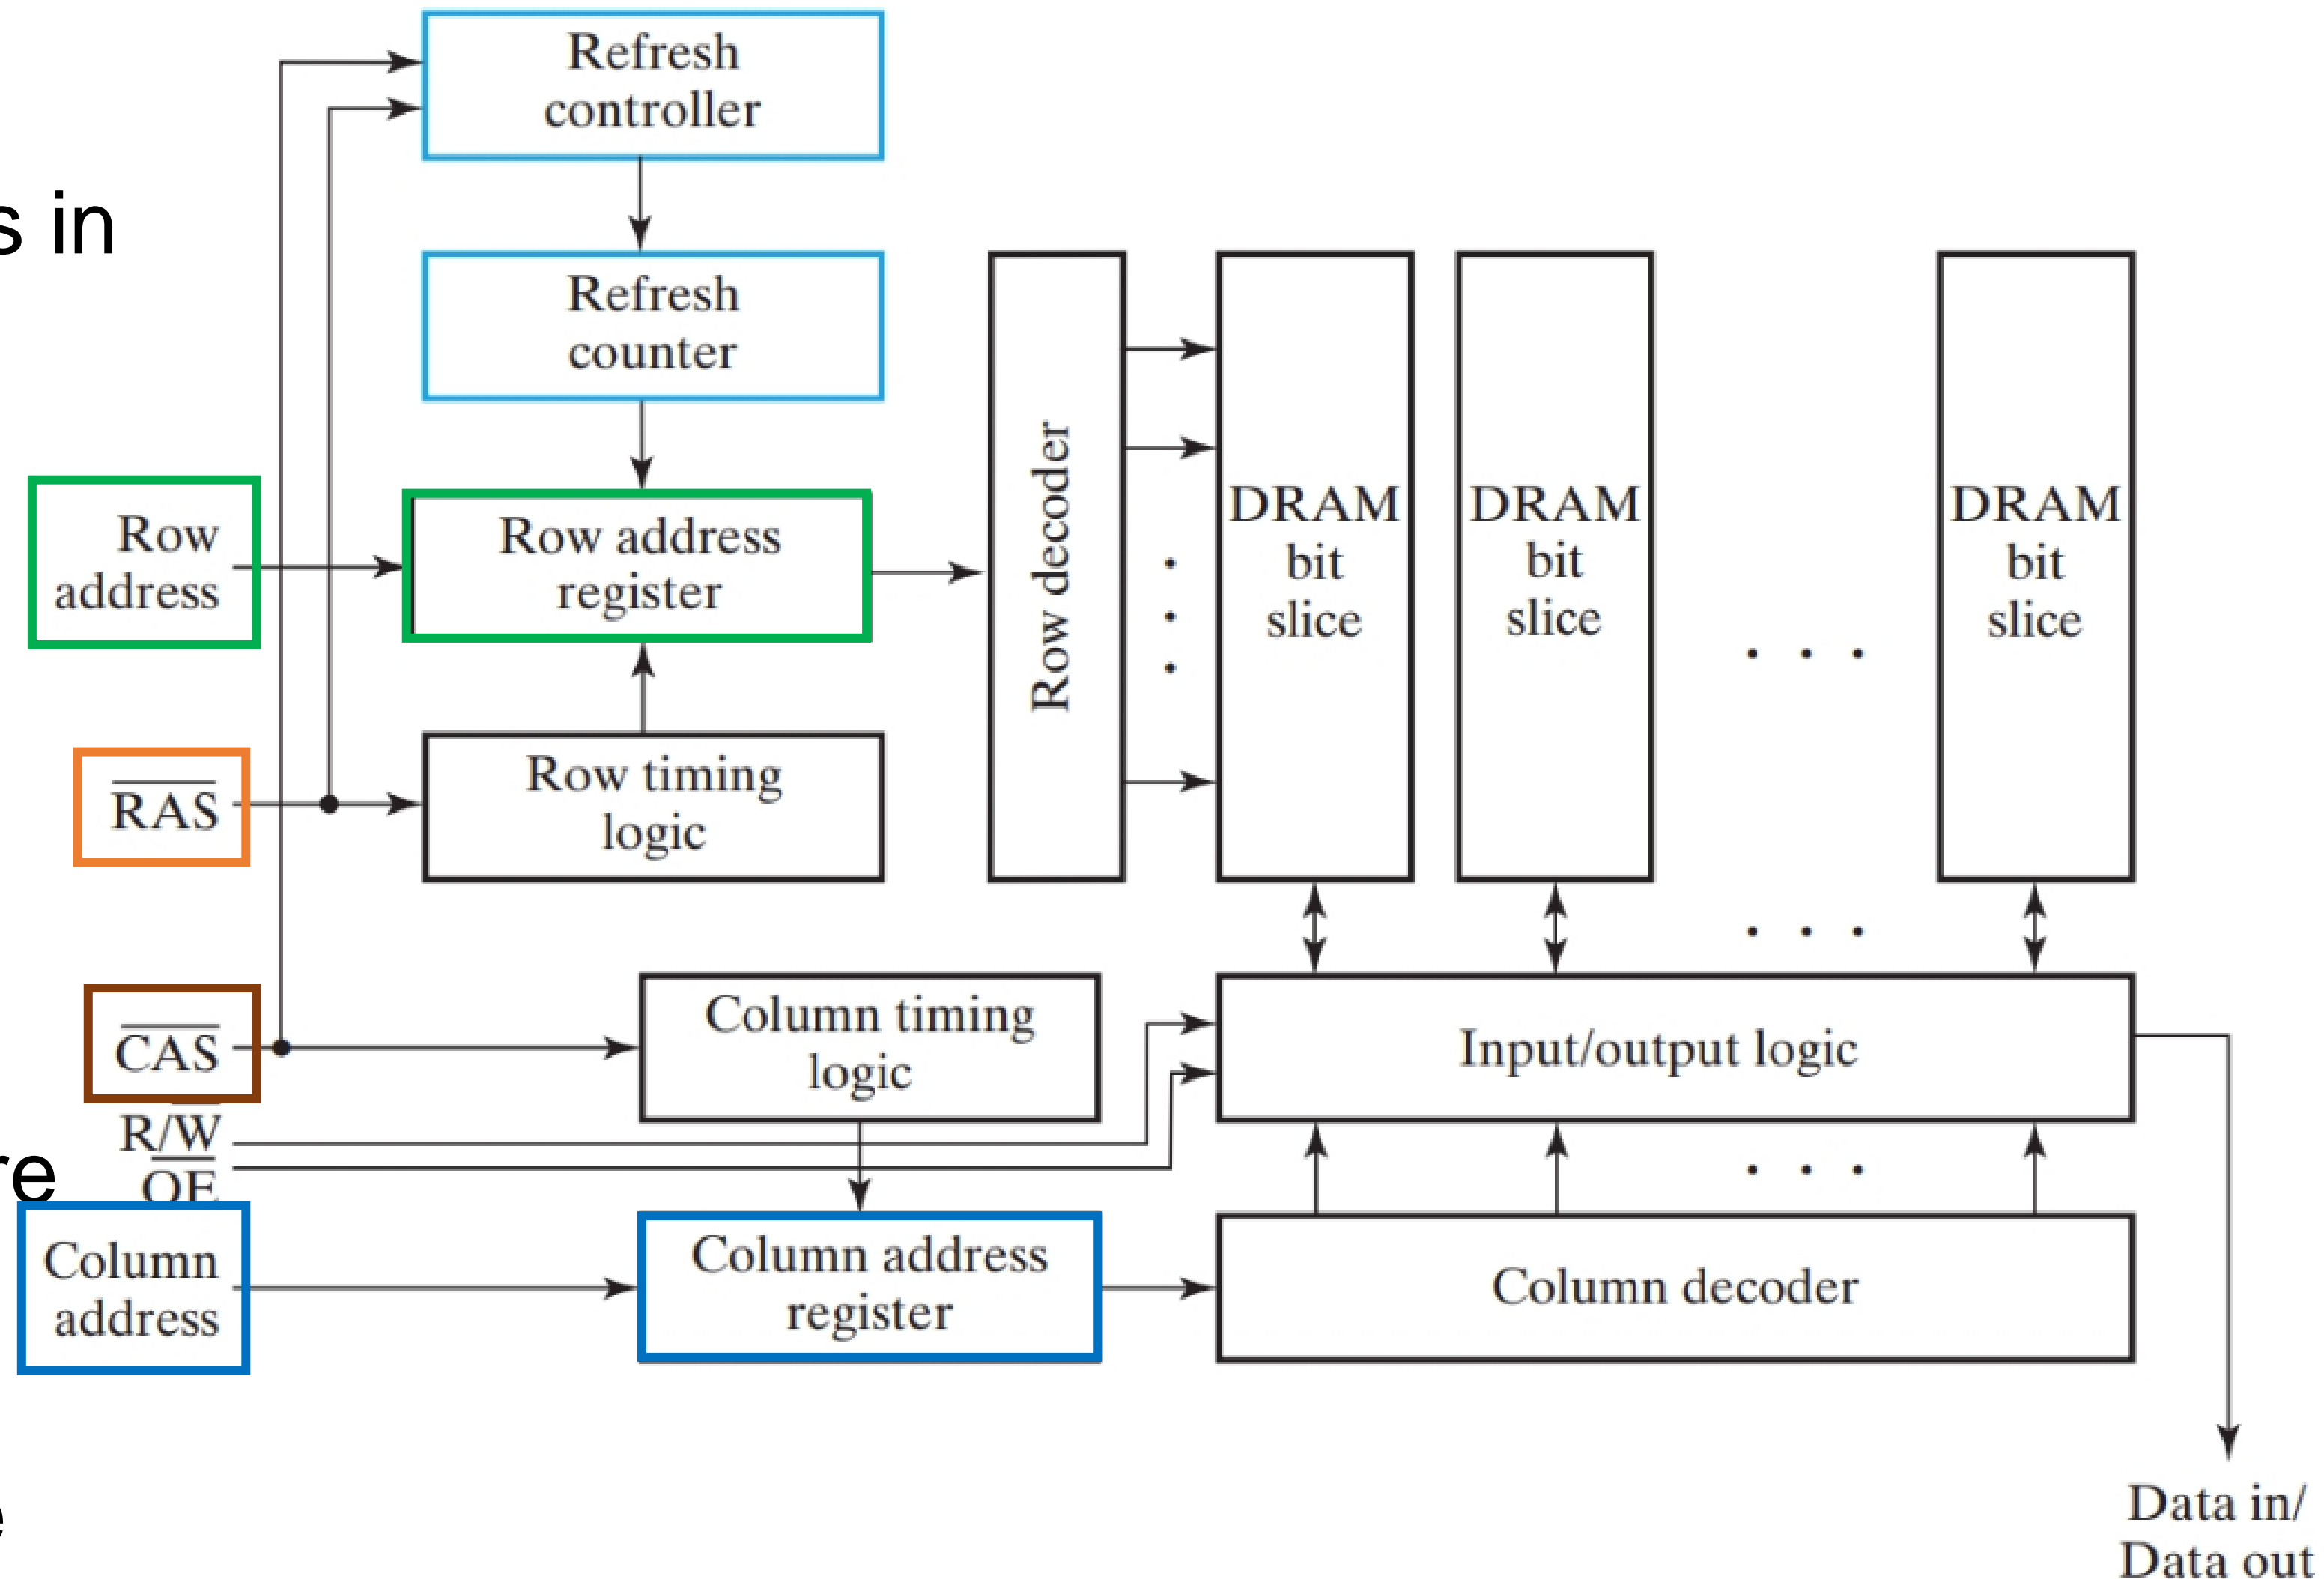 Refresh
controller
s in
Refresh
counter
Row
address
Row address
register
Row decoder
DRAM
bit
slice
DRAM
bit
slice
. . .
DRAM
bit
slice
RAS
Row timing
logic
. . .
CAS
Column timing
logic
Input/output logic
R/W
OE
re
. . .
Column
address
Column address
register
Column decoder
e
Data in/
Data out